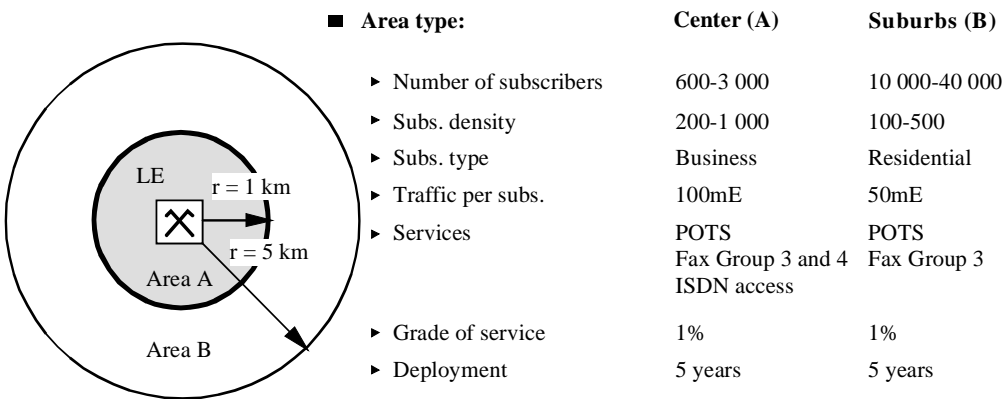 Area type: Center (A) Suburbs (B)
Number of subscribers 600-3 000 10 000-40 000
Subs. density 200-1 000 100-500
Subs. type Business Residential
Traffic per subs. 100mE 50mE
Services POTS POTS
Fax Group 3 and 4 Fax Group 3
ISDN access
Grade of service 1% 1%
Deployment 5 years 5 years
LE
r = 1 km
r = 5 km
Area A
Area B